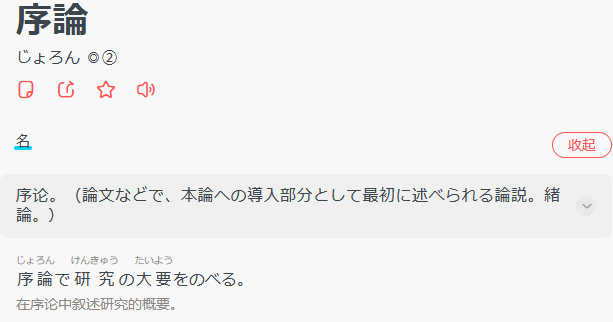 序論
じょろん ◎②
名
收起
序论。（論文などで、本論への導入部分として最初に述べられる論説。緒
論。）
じょろん けんきゅう たいよう
序論で研究の大要をのべる。
在序论中叙述研究的概要。